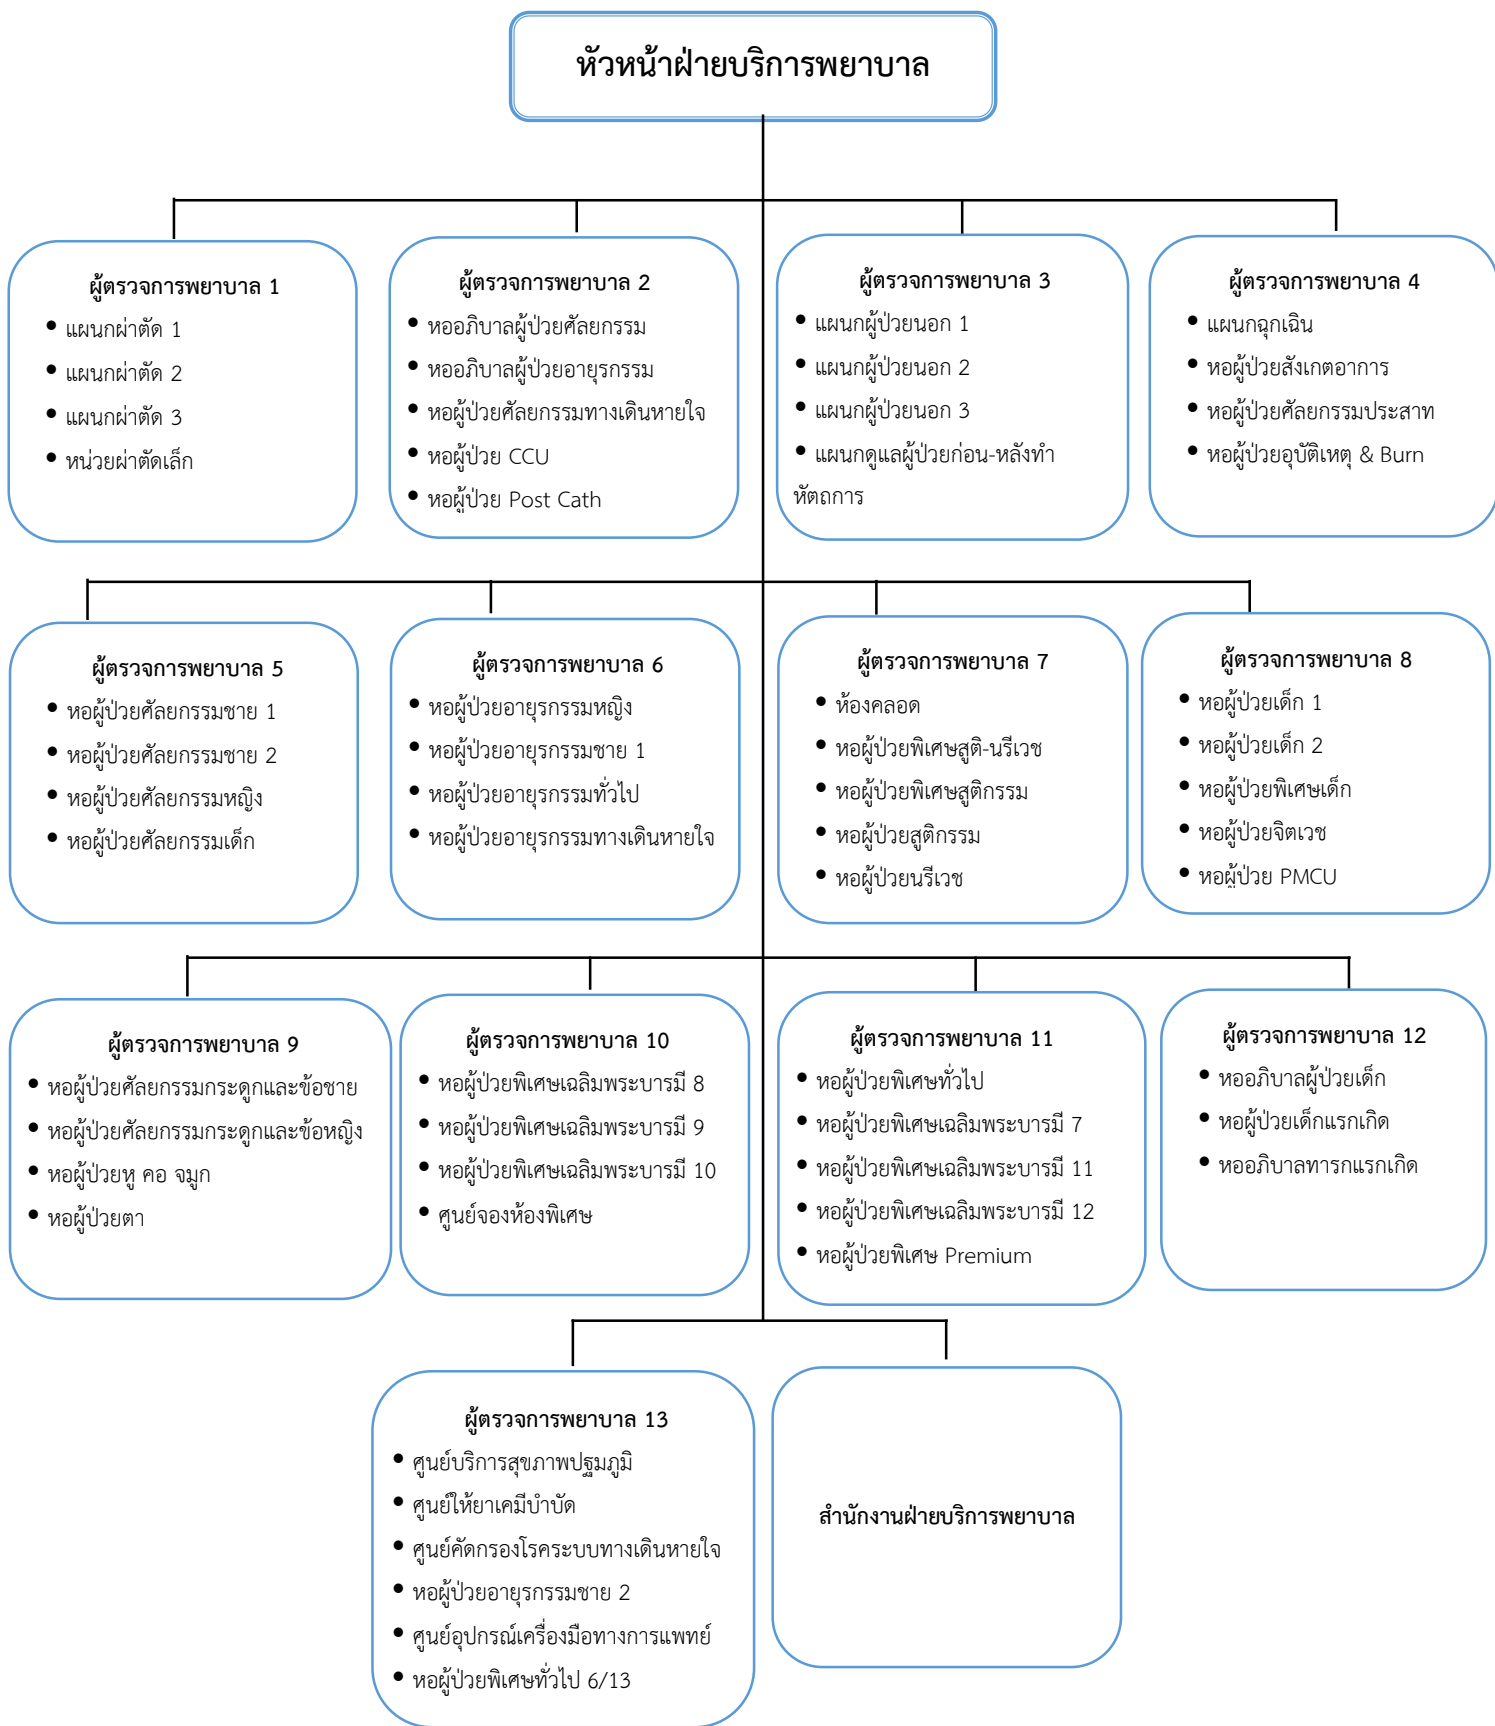 หัวหน้าฝ่ายบริการพยาบาล
ผู้ตรวจการพยาบาล 1
• แผนกผ่าตัด 1
• แผนกผ่าตัด 2
• แผนกผ่าตัด 3
• หน่วยผ่าตัดเล็ก
ผู้ตรวจการพยาบาล 2
• หออภิบาลผู้ป่วยศัลยกรรม
• หออภิบาลผู้ป่วยอายุรกรรม
• หอผู้ป่วยศัลยกรรมทางเดินหายใจ
• หอผู้ป่วย CCU
• หอผู้ป่วย Post Cath
ผู้ตรวจการพยาบาล 3
• แผนกผู้ป่วยนอก 1
• แผนกผู้ป่วยนอก 2
• แผนกผู้ป่วยนอก 3
• แผนกดูแลผู้ป่วยก่อน-หลังทำ
หัตถการ
ผู้ตรวจการพยาบาล 4
• แผนกฉุกเฉิน
• หอผู้ป่วยสังเกตอาการ
• หอผู้ป่วยศัลยกรรมประสาท
• หอผู้ป่วยอุบัติเหตุ & Burn
ผู้ตรวจการพยาบาล 5
• หอผู้ป่วยศัลยกรรมชาย 1
• หอผู้ป่วยศัลยกรรมชาย 2
• หอผู้ป่วยศัลยกรรมหญิง
• หอผู้ป่วยศัลยกรรมเด็ก
ผู้ตรวจการพยาบาล 6
• หอผู้ป่วยอายุรกรรมหญิง
• หอผู้ป่วยอายุรกรรมชาย 1
• หอผู้ป่วยอายุรกรรมทั่วไป
• หอผู้ป่วยอายุรกรรมทางเดินหายใจ
ผู้ตรวจการพยาบาล 7
• ห้องคลอด
• หอผู้ป่วยพิเศษสูติ-นรีเวช
• หอผู้ป่วยพิเศษสูติกรรม
• หอผู้ป่วยสูติกรรม
• หอผู้ป่วยนรีเวช
ผู้ตรวจการพยาบาล 8
• หอผู้ป่วยเด็ก 1
• หอผู้ป่วยเด็ก 2
• หอผู้ป่วยพิเศษเด็ก
• หอผู้ป่วยจิตเวช
• หอผู้ป่วย PMCU
ผู้ตรวจการพยาบาล 9
• หอผู้ป่วยศัลยกรรมกระดูกและข้อชาย
• หอผู้ป่วยศัลยกรรมกระดูกและข้อหญิง
• หอผู้ป่วยหู คอ จมูก
• หอผู้ป่วยตา
ผู้ตรวจการพยาบาล 10
• หอผู้ป่วยพิเศษเฉลิมพระบารมี 8
• หอผู้ป่วยพิเศษเฉลิมพระบารมี 9
• หอผู้ป่วยพิเศษเฉลิมพระบารมี 10
• ศูนย์จองห้องพิเศษ
ผู้ตรวจการพยาบาล 11
• หอผู้ป่วยพิเศษทั่วไป
• หอผู้ป่วยพิเศษเฉลิมพระบารมี 7
• หอผู้ป่วยพิเศษเฉลิมพระบารมี 11
• หอผู้ป่วยพิเศษเฉลิมพระบารมี 12
• หอผู้ป่วยพิเศษ Premium
ผู้ตรวจการพยาบาล 12
• หออภิบาลผู้ป่วยเด็ก
• หอผู้ป่วยเด็กแรกเกิด
• หออภิบาลทารกแรกเกิด
ผู้ตรวจการพยาบาล 13
• ศูนย์บริการสุขภาพปฐมภูมิ
• ศูนย์ให้ยาเคมีบำบัด
• ศูนย์คัดกรองโรคระบบทางเดินหายใจ
• หอผู้ป่วยอายุรกรรมชาย 2
• ศูนย์อุปกรณ์เครื่องมือทางการแพทย์
• หอผู้ป่วยพิเศษทั่วไป 6/13
สำนักงานฝ่ายบริการพยาบาล